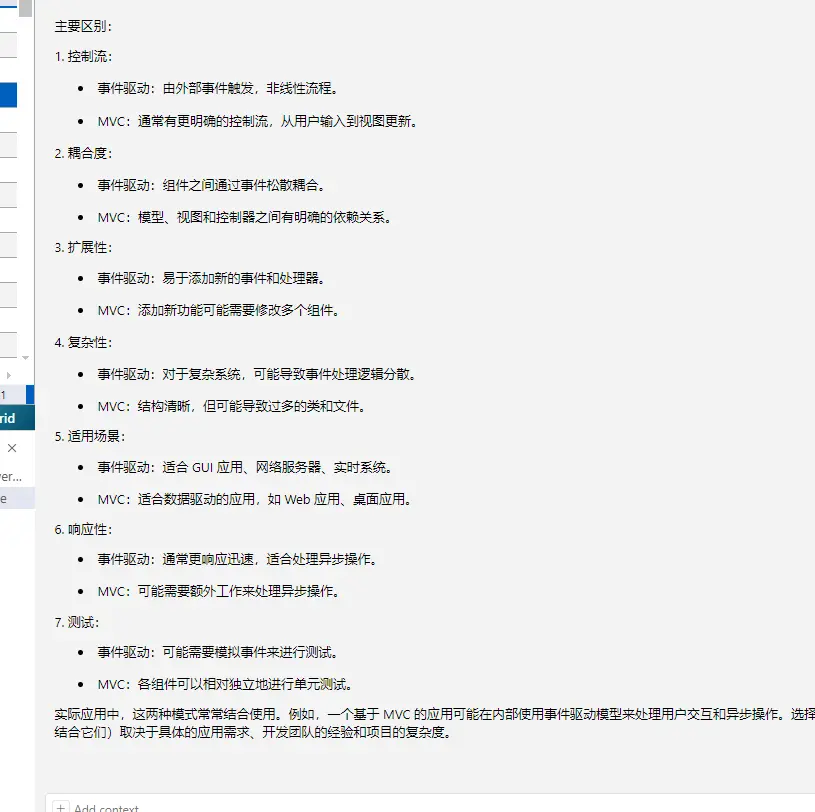 主要区别:
1. 控制流:
• 事件驱动: 由外部事件触发，非线性流程。
• MVC: 通常有更明确的控制流，从用户输入到视图更新。
2. 耦合度:
• 事件驱动: 组件之间通过事件松散耦合。
• MVC: 模型、视图和控制器之间有明确的依赖关系。
3. 扩展性:
• 事件驱动: 易于添加新的事件和处理器。
• MVC: 添加新功能可能需要修改多个组件。
4. 复杂性:
• 事件驱动: 对于复杂系统，可能导致事件处理逻辑分散。
1
• MVC: 结构清晰，但可能导致过多的类和文件。
rid
5. 适用场景:
• 事件驱动: 适合 GUI 应用、网络服务器、实时系统。
ver...
• MVC: 适合数据驱动的应用，如 Web 应用、桌面应用。
e
6. 响应性:
• 事件驱动: 通常更响应迅速，适合处理异步操作。
• MVC: 可能需要额外工作来处理异步操作。
7. 测试:
• 事件驱动: 可能需要模拟事件来进行测试。
• MVC: 各组件可以相对独立地进行单元测试。
实际应用中，这两种模式常常结合使用。例如，一个基于 MVC 的应用可能在内部使用事件驱动模型来处理用户交互和异步操作。选择
结合它们）取决于具体的应用需求、开发团队的经验和项目的复杂度。
+ Add context